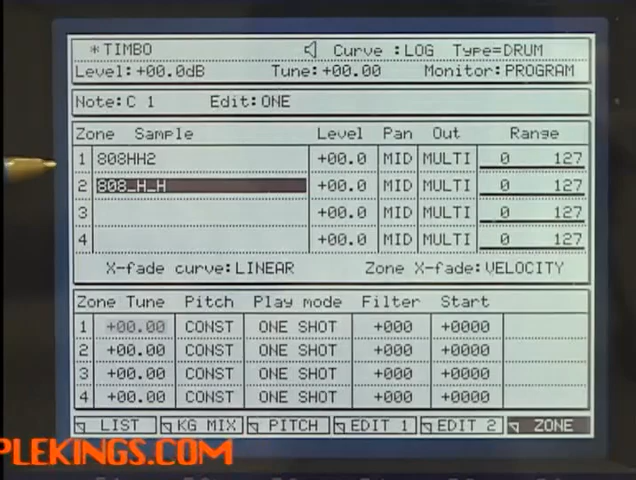 *TIMBO Curve :LOG Type=DRUM
Level:+00.0dB Tune:+00.00 Monitor:PROGRAM
Note:C 1 Edit:ONE
Zone Sample Level Pan Out Range
1 808HH2 +00.0 MID MULTI 0 127
2 808_H_H +00.0 MID MULTI 0 127
3 +00.0 MID MULTI 0 127
4 +00.0 MID MULTI 0 127
X-fade curve:LINEAR Zone X-fade:VELOCITY
Zone Tune Pitch Play mode Filter Start
1 +00.00 CONST ONE SHOT +000 +0000
2 +00.00 CONST ONE SHOT +000 +0000
3 +00.00 CONST ONE SHOT +000 +0000
4 +00.00 CONST ONE SHOT +000 +0000
LIST KG MIX PITCH EDIT 1 EDIT 2 ZONE
PLEKINGS.COM